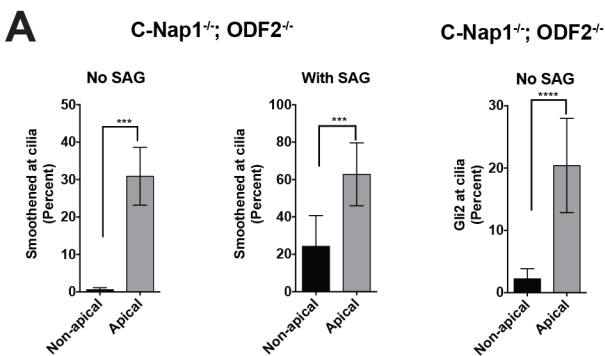 A
C-Nap1-/-; ODF2-/-
C-Nap1-/-; ODF2-/-
No SAG
With SAG
No SAG
Smoothened at cilia
(Percent)
50
40
30
20
10
0
***
Non-apical
Apical
Smoothened at cilia
(Percent)
100
80
60
40
20
0
***
Non-apical
Apical
Gli2 at cilia
(Percent)
30
20
10
0
****
Non-apical
Apical